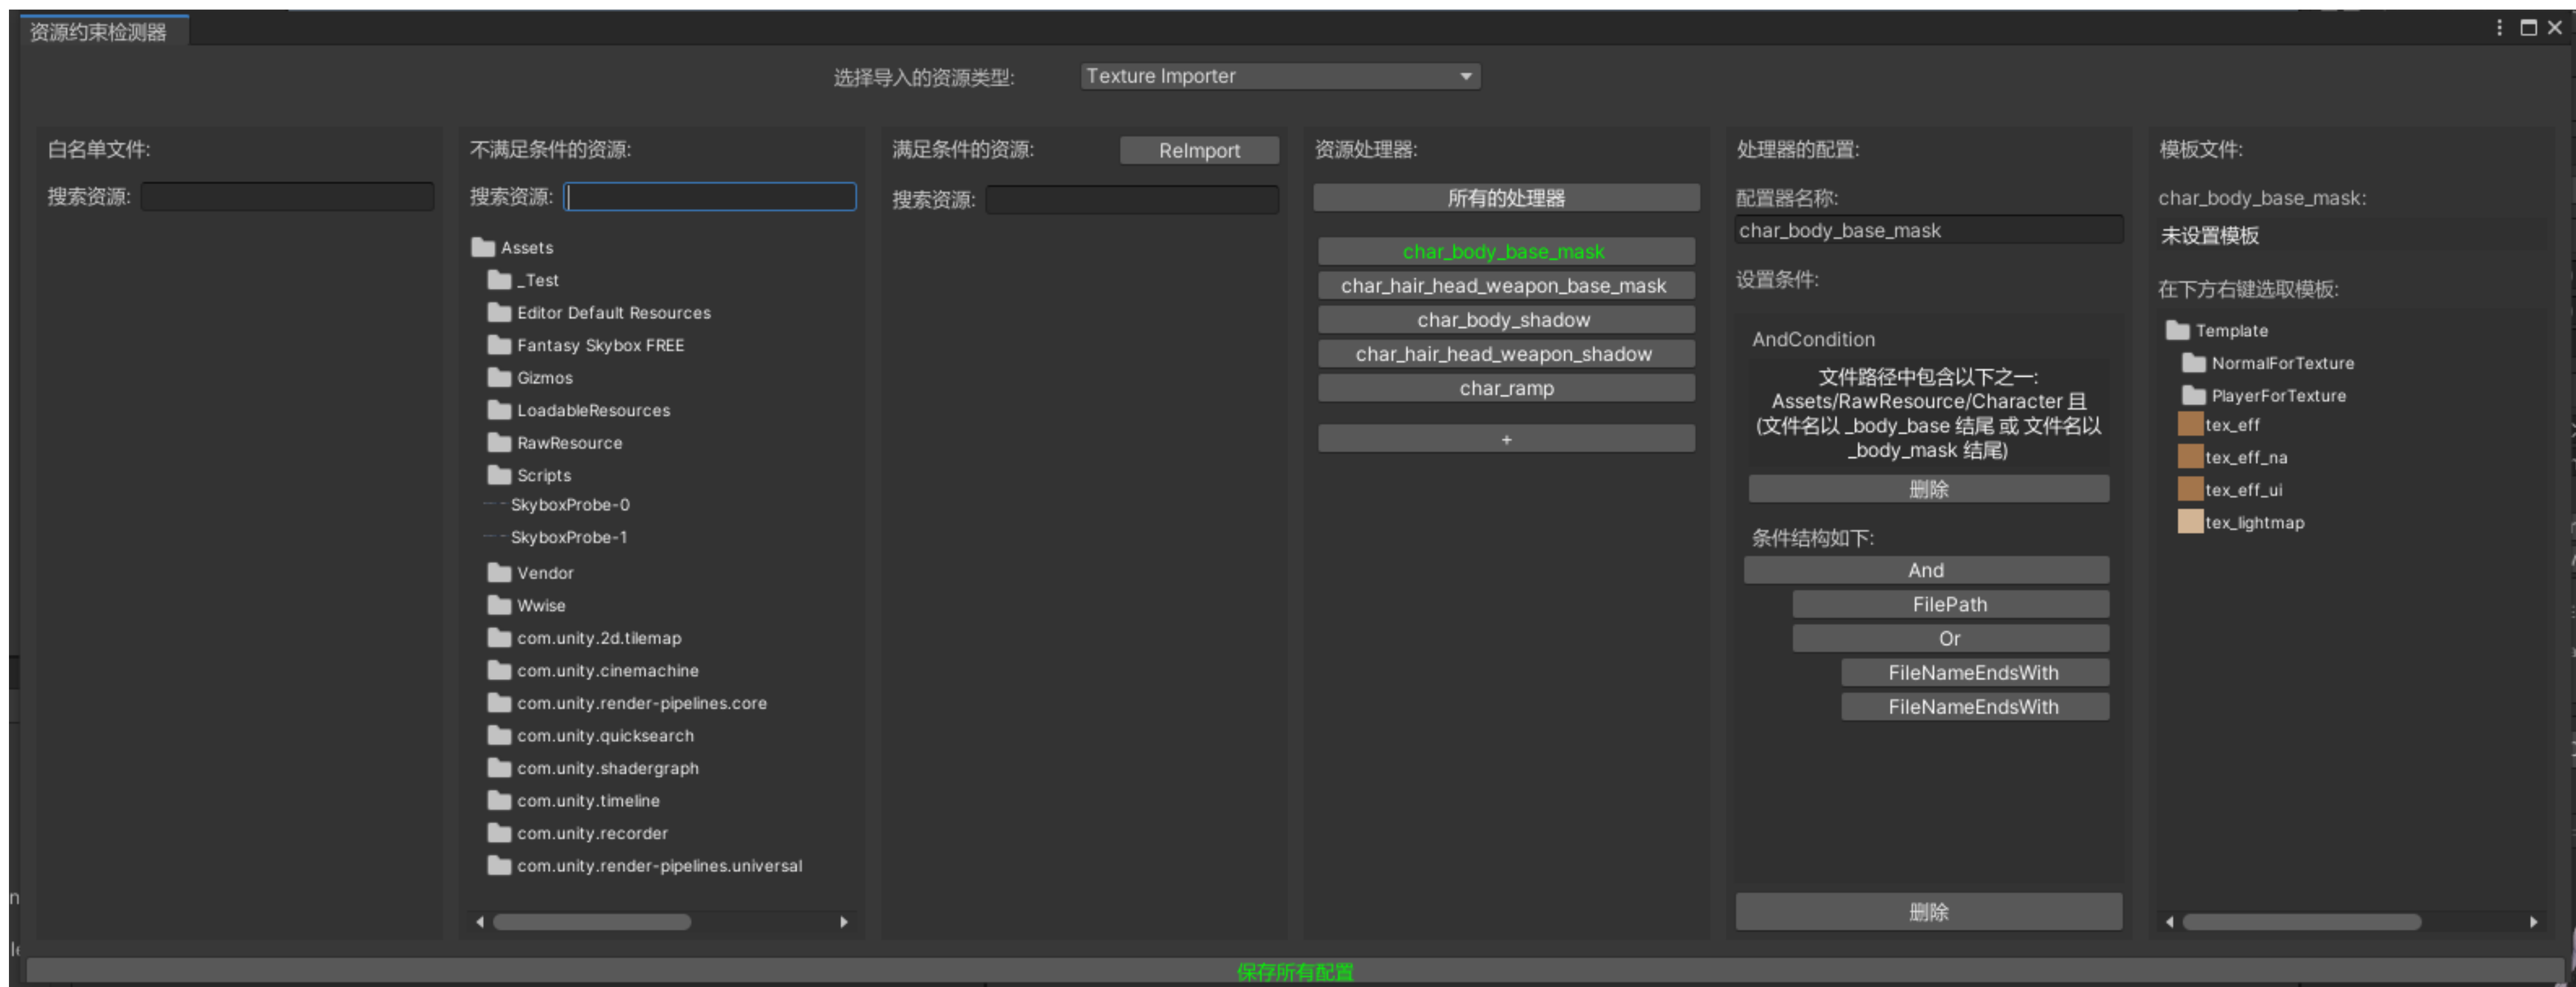 资源约束检测器
选择导入的资源类型: Texture Importer
白名单文件:
搜索资源:
不满足条件的资源:
搜索资源:
Assets
_Test
Editor Default Resources
Fantasy Skybox FREE
Gizmos
LoadableResources
RawResource
Scripts
SkyboxProbe-0
SkyboxProbe-1
Vendor
Wwise
com.unity.2d.tilemap
com.unity.cinemachine
com.unity.render-pipelines.core
com.unity.quicksearch
com.unity.shadergraph
com.unity.timeline
com.unity.recorder
com.unity.render-pipelines.universal
满足条件的资源: ReImport
搜索资源:
资源处理器:
所有的处理器
char_body_base_mask
char_hair_head_weapon_base_mask
char_body_shadow
char_hair_head_weapon_shadow
char_ramp
+
处理器的配置:
配置器名称:
char_body_base_mask
设置条件:
AndCondition
文件路径中包含以下之一:
Assets/RawResource/Character 且
(文件名以 _body_base 结尾 或 文件名以
_body_mask 结尾)
删除
条件结构如下:
And
FilePath
Or
FileNameEndsWith
FileNameEndsWith
删除
模板文件:
char_body_base_mask:
未设置模板
在下方右键选取模板:
Template
NormalForTexture
PlayerForTexture
tex_eff
tex_eff_na
tex_eff_ui
tex_lightmap
保存所有配置